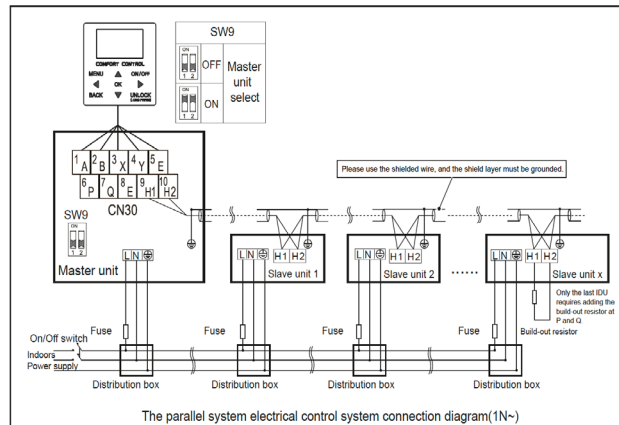 SW9
ON
1 2
OFF
Master
unit
select
ON
1 2
ON
COMFORT CONTROL
MENU
ON/OFF
OK
BACK
UNLOCK
1 A
2 B
3 X
4 Y
5 E
6 P
7 Q
8 E
9 H1
10 H2
CN30
SW9
ON
1 2
Master unit
L N
Please use the shielded wire, and the shield layer must be grounded.
L N
H1 H2
Slave unit 1
L N
H1 H2
Slave unit 2
......
L N
H1 H2
Slave unit x
Only the last IDU
requires adding the
build-out resistor at
P and Q
Build-out resistor
Fuse
Fuse
Fuse
Fuse
On/Off switch
Indoors
Power supply
Distribution box
Distribution box
Distribution box
Distribution box
The parallel system electrical control system connection diagram(1N~)